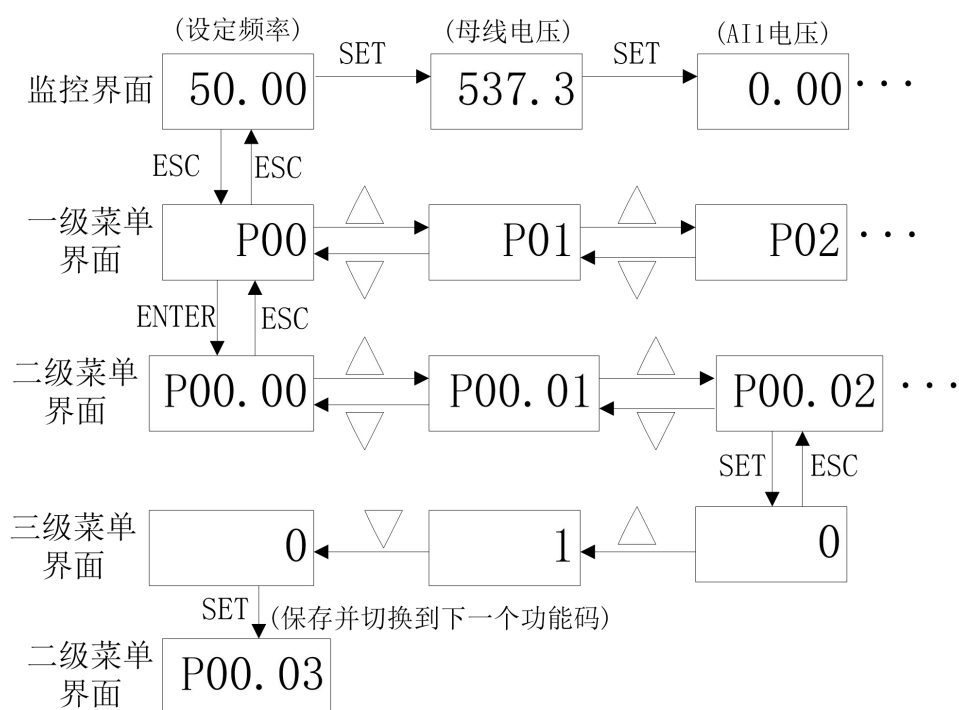 (设定频率)
(母线电压)
(AI1电压)
监控界面
50.00
SET
537.3
SET
0.00
···
ESC
ESC
一级菜单
界面
P00
P01
P02
···
ENTER
ESC
二级菜单
界面
P00.00
P00.01
P00.02
···
SET
ESC
三级菜单
界面
0
1
0
SET
(保存并切换到下一个功能码)
二级菜单
界面
P00.03